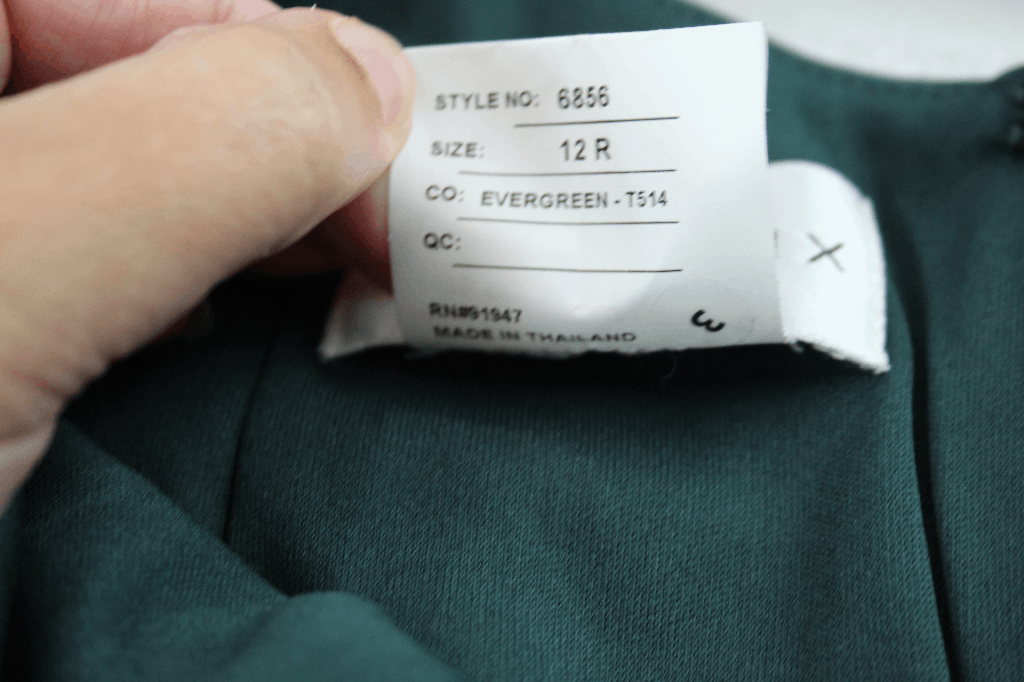 STYLE NO: 6856
SIZE: 12 R
CO: EVERGREEN - T514
QC:
RN#91947
MADE IN THAILAND
3
X